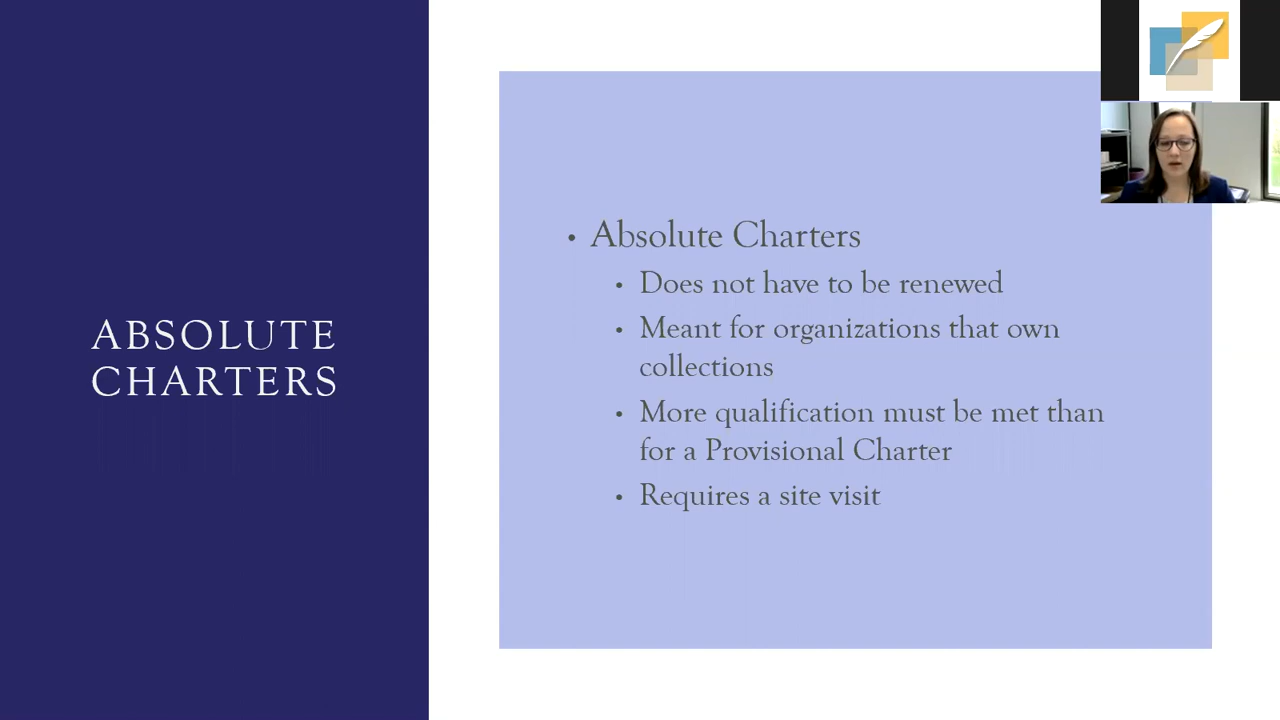 ABSOLUTE
CHARTERS
• Absolute Charters
• Does not have to be renewed
• Meant for organizations that own
collections
• More qualification must be met than
for a Provisional Charter
• Requires a site visit